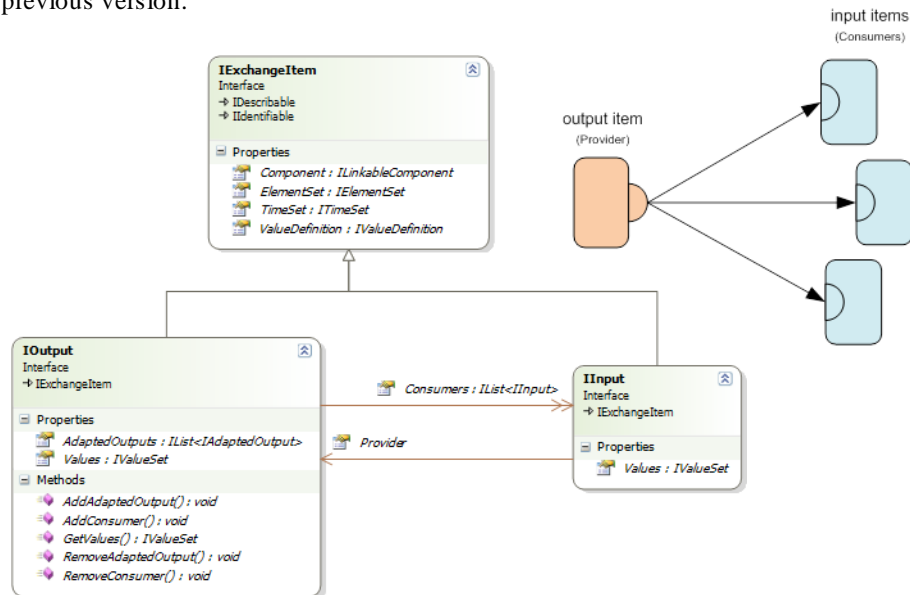 previous version.
input items
(Consumers)
IExchangeItem
Interface
IDescribable
IIdentifiable
Properties
Component : ILinkableComponent
ElementSet : IElementSet
TimeSet : ITimeSet
ValueDefinition : IValueDefinition
output item
(Provider)
IOutput
Interface
IExchangeItem
Properties
AdaptedOutputs : IList<IAdaptedOutput>
Values : IValueSet
Methods
AddAdaptedOutput() : void
AddConsumer() : void
GetValues() : IValueSet
RemoveAdaptedOutput() : void
RemoveConsumer() : void
Consumers : IList<IInput>
Provider
IInput
Interface
IExchangeItem
Properties
Values : IValueSet